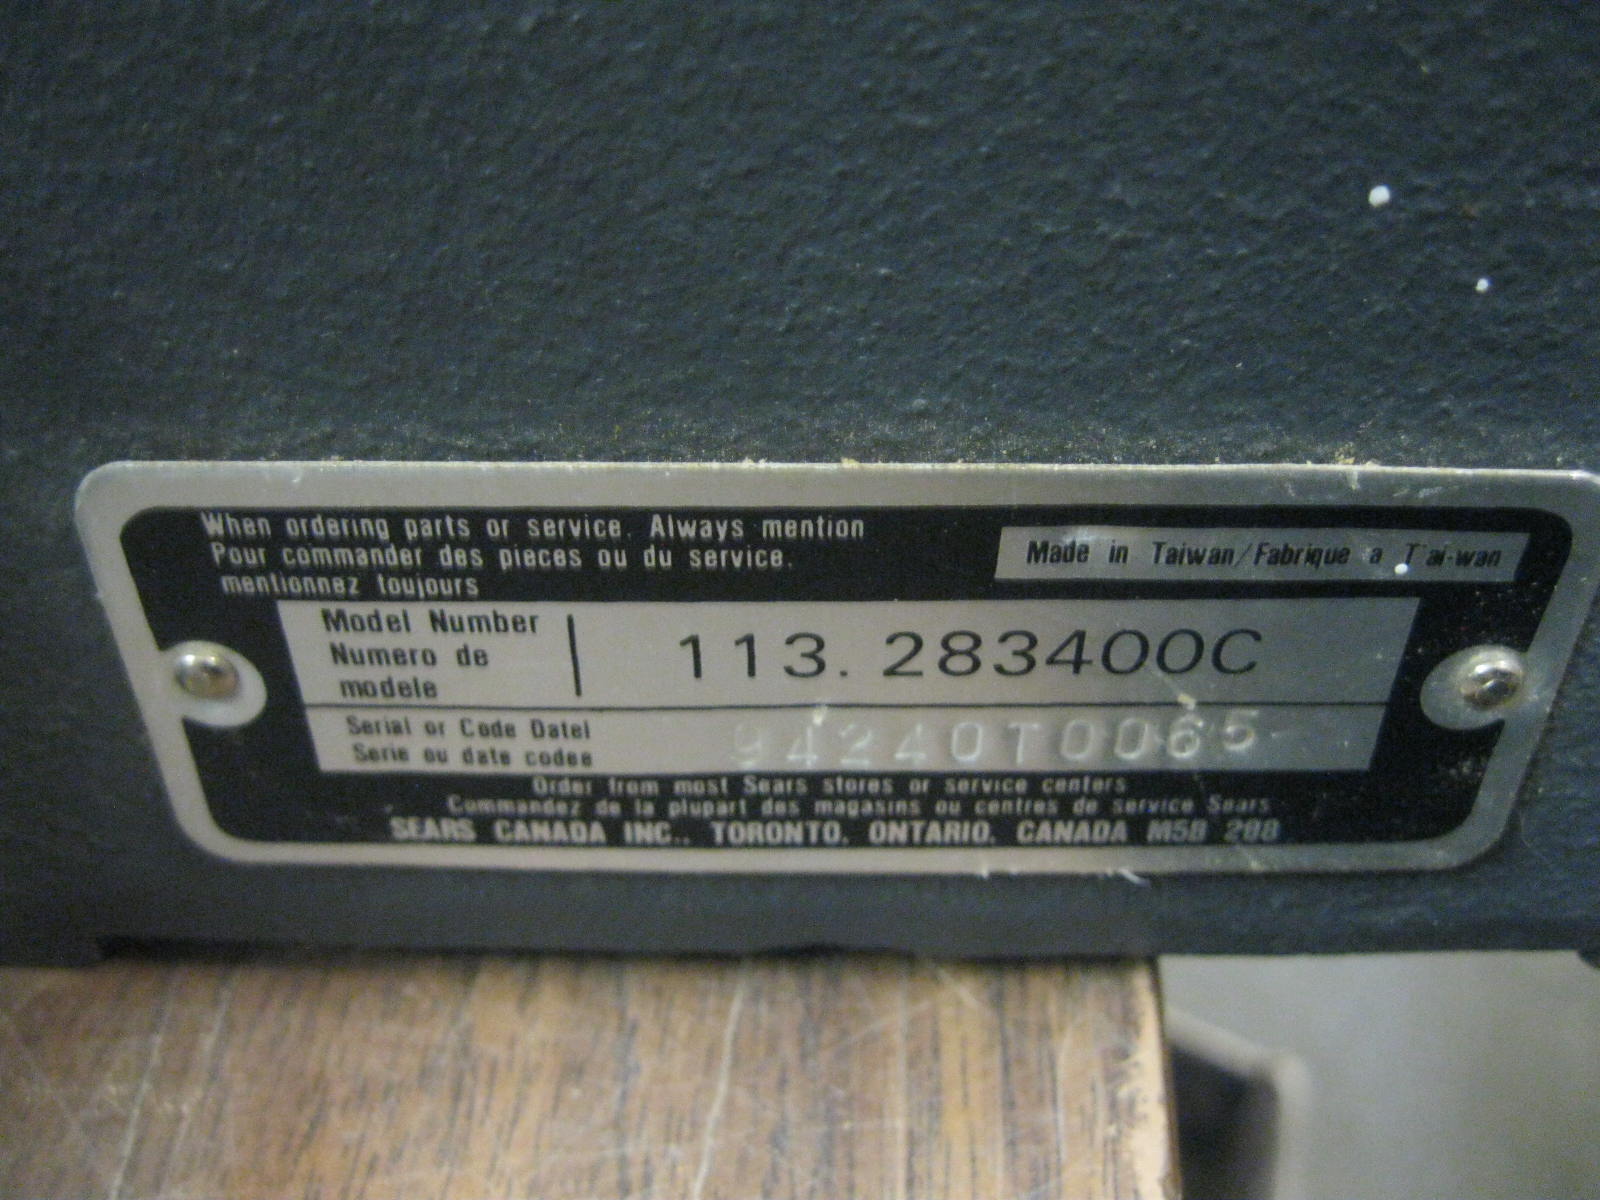 When ordering parts or service. Always mention
Pour commander des pieces ou du service.
mentionnez toujours
Made in Taiwan/Fabrique a Tai-wan
Model Number
Numero de
modele
113.283400C
Serial or Code Datel
Serie ou date codee
94240T0065
Order from most Sears stores or service centers
Commandez de la plupart des magasins ou centres de service Sears
SEARS CANADA INC., TORONTO, ONTARIO, CANADA M5B 2B8